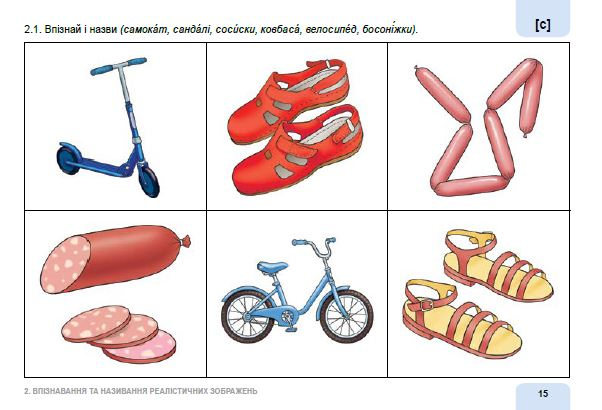 [с]
2.1. Впізнай і назви (самока́т, санда́лі, соси́ски, ковбаса́, велосипе́д, босоні́жки).
2. ВПІЗНАВАННЯ ТА НАЗИВАННЯ РЕАЛІСТИЧНИХ ЗОБРАЖЕНЬ
15